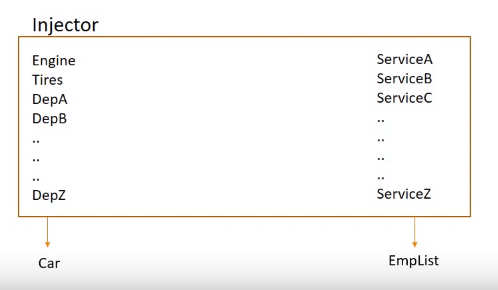 Injector
Engine
Tires
DepA
DepB
..
..
..
DepZ
ServiceA
ServiceB
ServiceC
..
..
..
..
ServiceZ
Car
EmpList